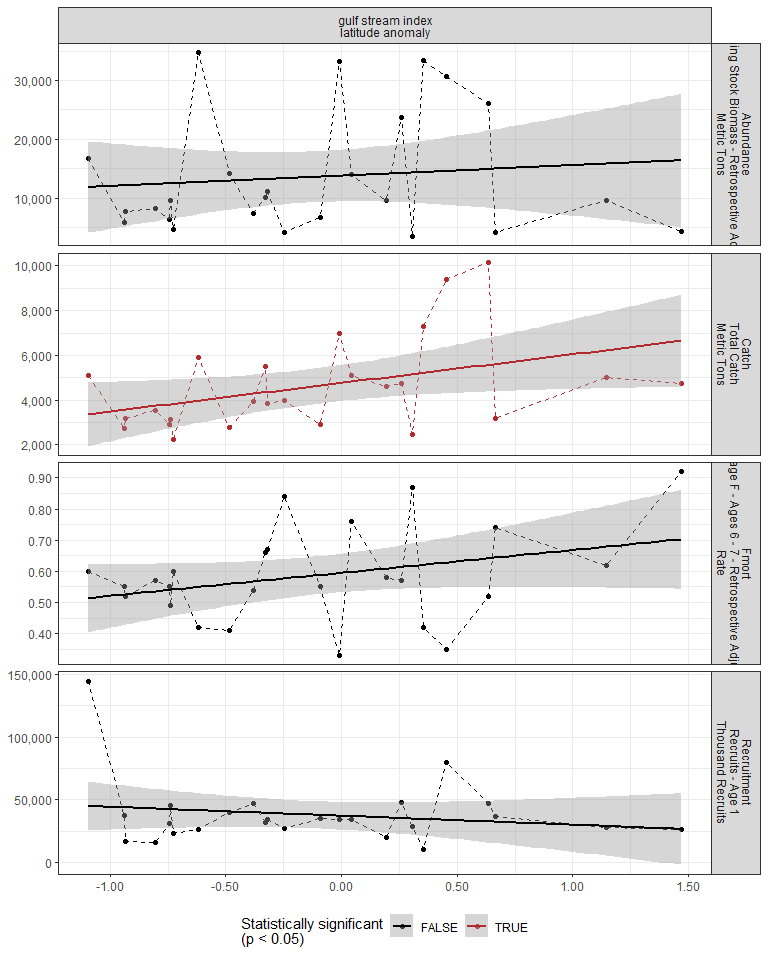 gulf stream index
latitude anomaly
30,000
20,000
10,000
Abundance
ing Stock Biomass - Retrospective Ad
Metric Tons
10,000
8,000
6,000
4,000
2,000
Catch
Total Catch
Metric Tons
0.90
0.80
0.70
0.60
0.50
0.40
Fmort
age F - Ages 6 - 7 - Retrospective Adju
Rate
150,000
100,000
50,000
0
Recruitment
Recruits - Age 1
Thousand Recruits
-1.00 -0.50 0.00 0.50 1.00 1.50
Statistically significant
(p < 0.05)
FALSE TRUE